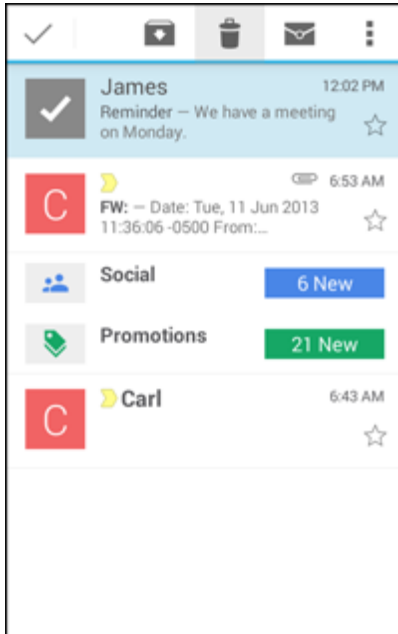 James 12:02 PM
Reminder – We have a meeting
on Monday.
C 6:53 AM
FW: – Date: Tue, 11 Jun 2013
11:36:06 -0500 From:...
Social 6 New
Promotions 21 New
C Carl 6:43 AM